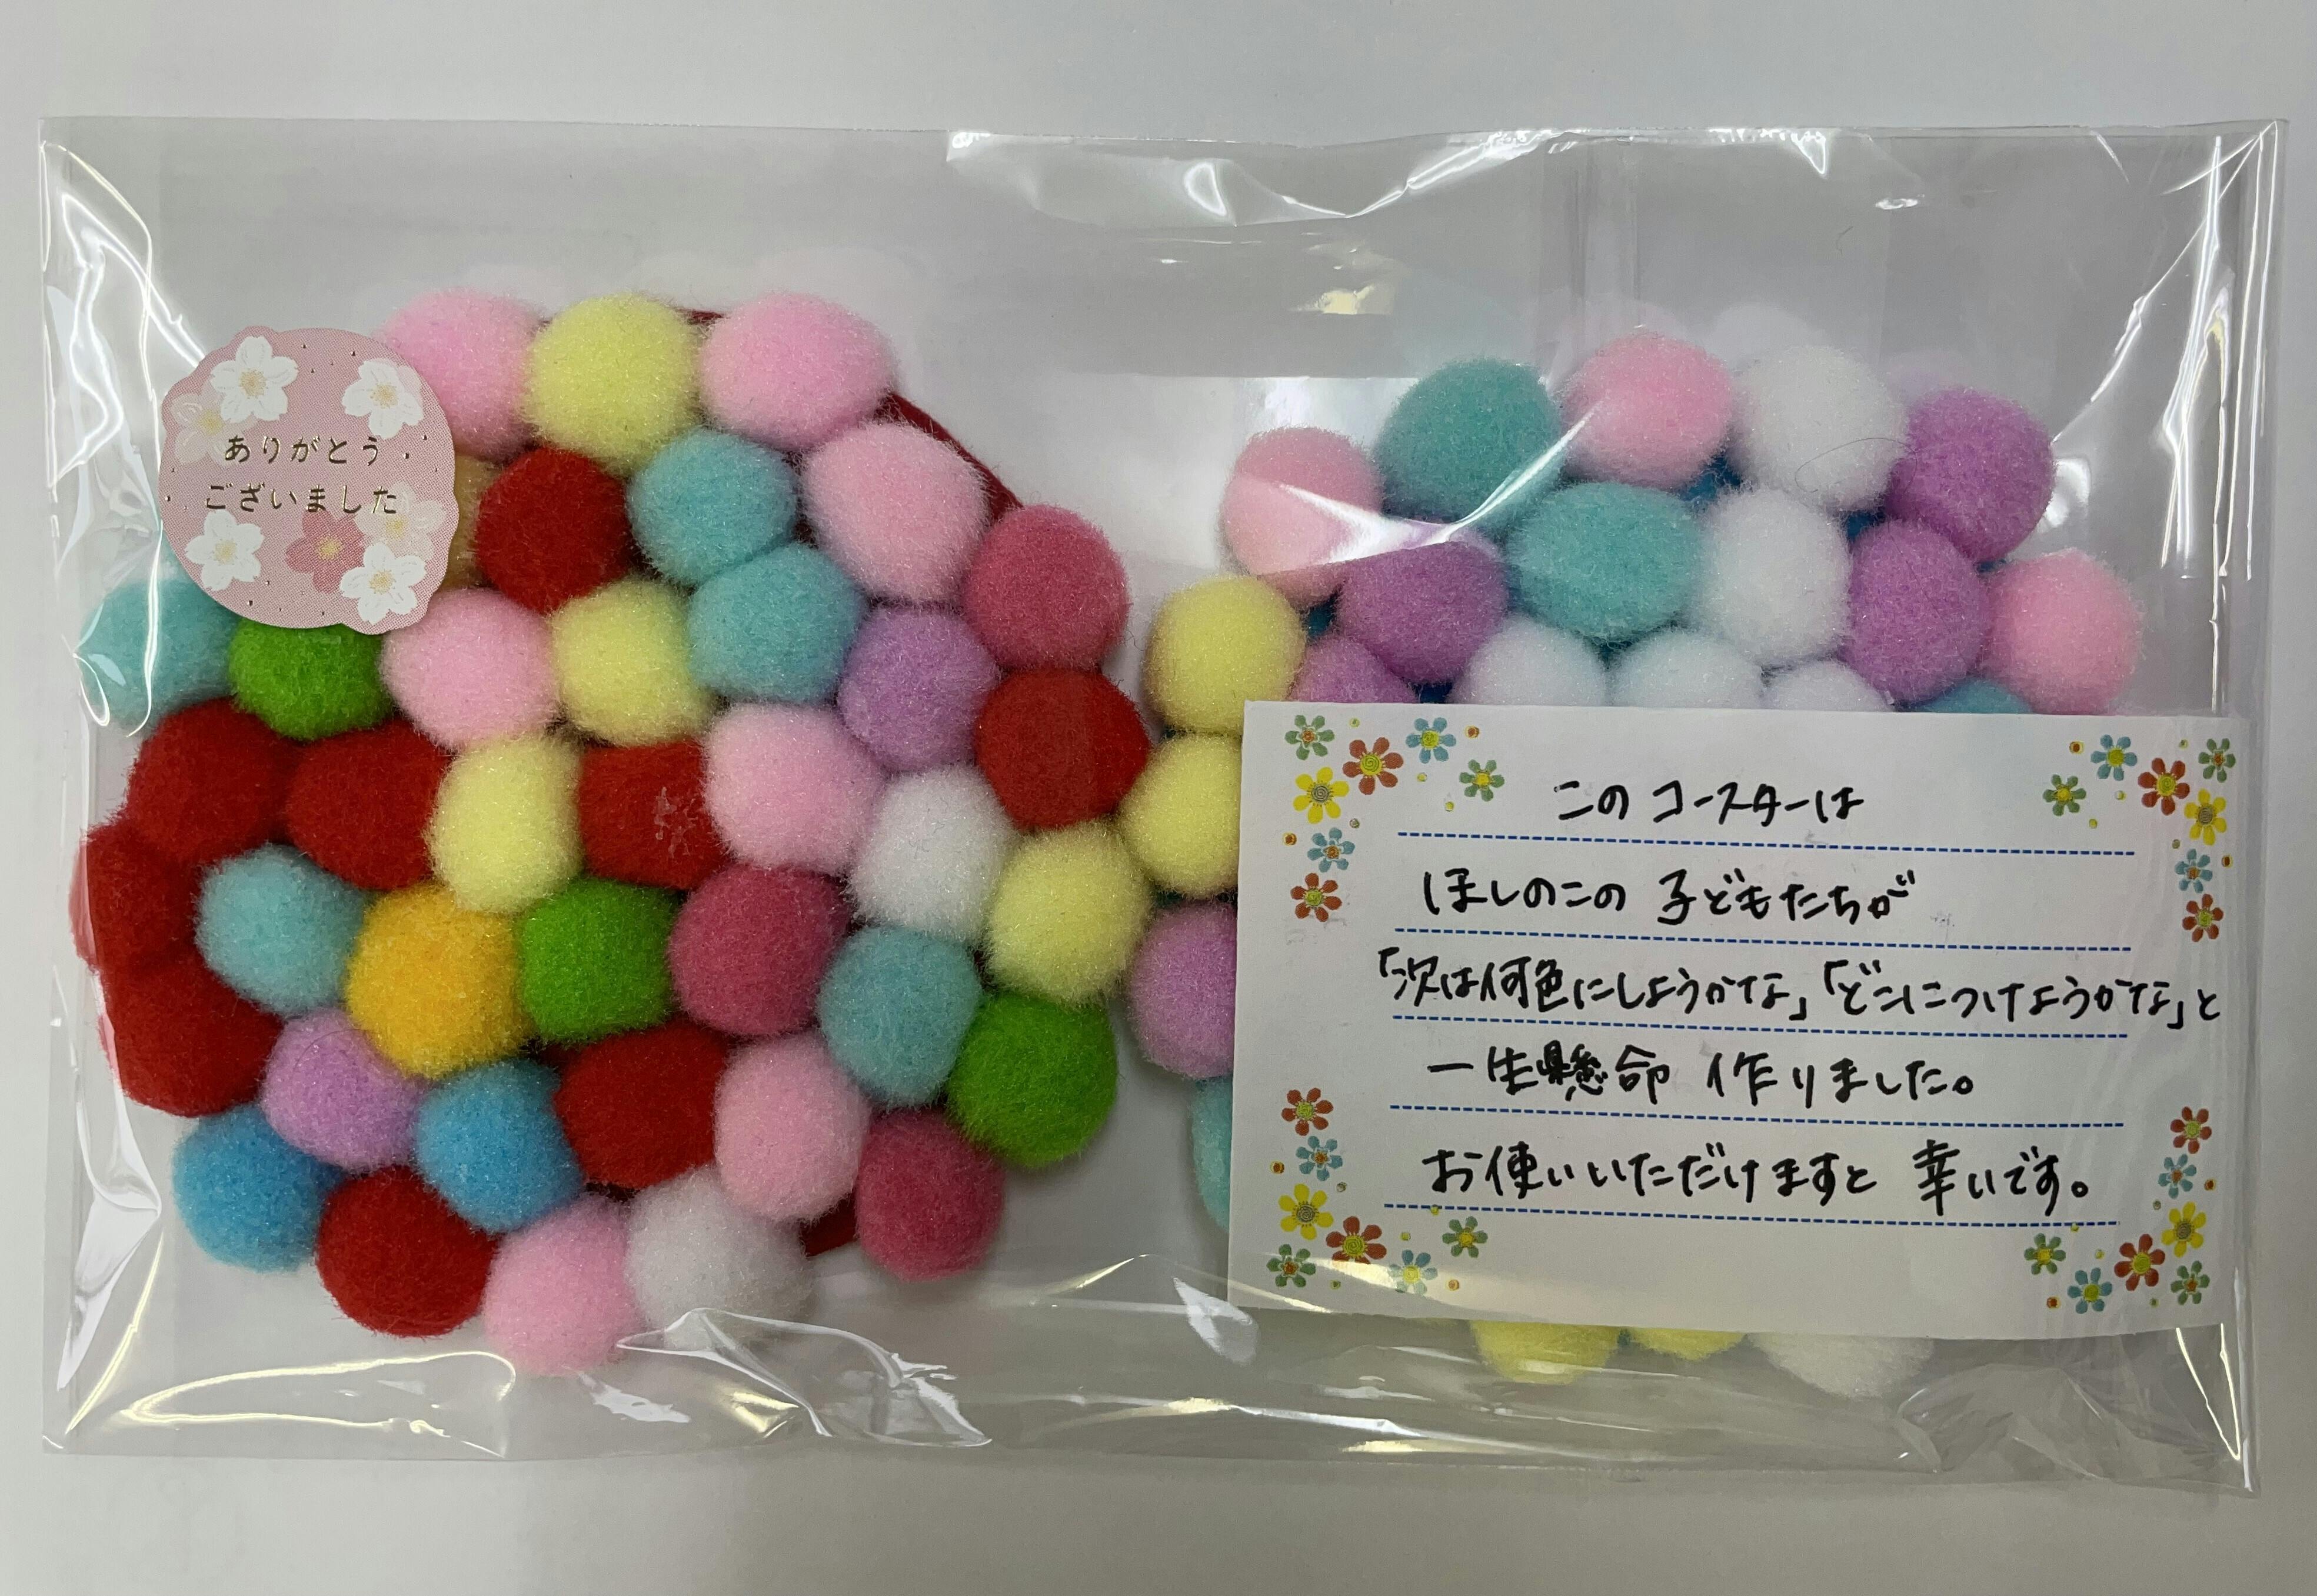 ありがとう
ございました
このコースターは
ほしのこの 子どもたちが
「次は何色にしようかな」「どこにつけようかな」と
一生懸命 作りました。
お使いいただけますと 幸いです。